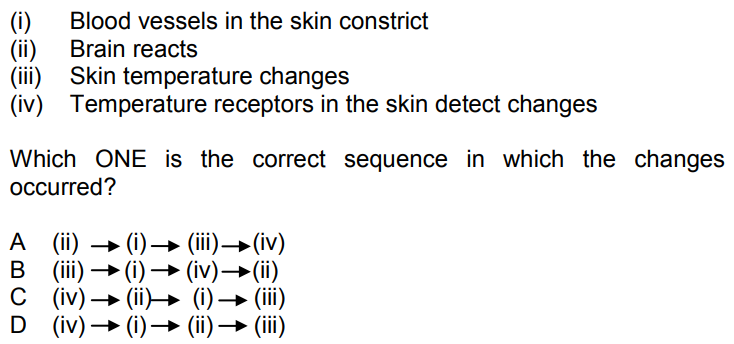 (i) Blood vessels in the skin constrict
(ii) Brain reacts
(iii) Skin temperature changes
(iv) Temperature receptors in the skin detect changes
Which ONE is the correct sequence in which the changes
occurred?
A (ii) → (i) → (iii) → (iv)
B (iii) → (i) → (iv) → (ii)
C (iv) → (ii) → (i) → (iii)
D (iv) → (i) → (ii) → (iii)